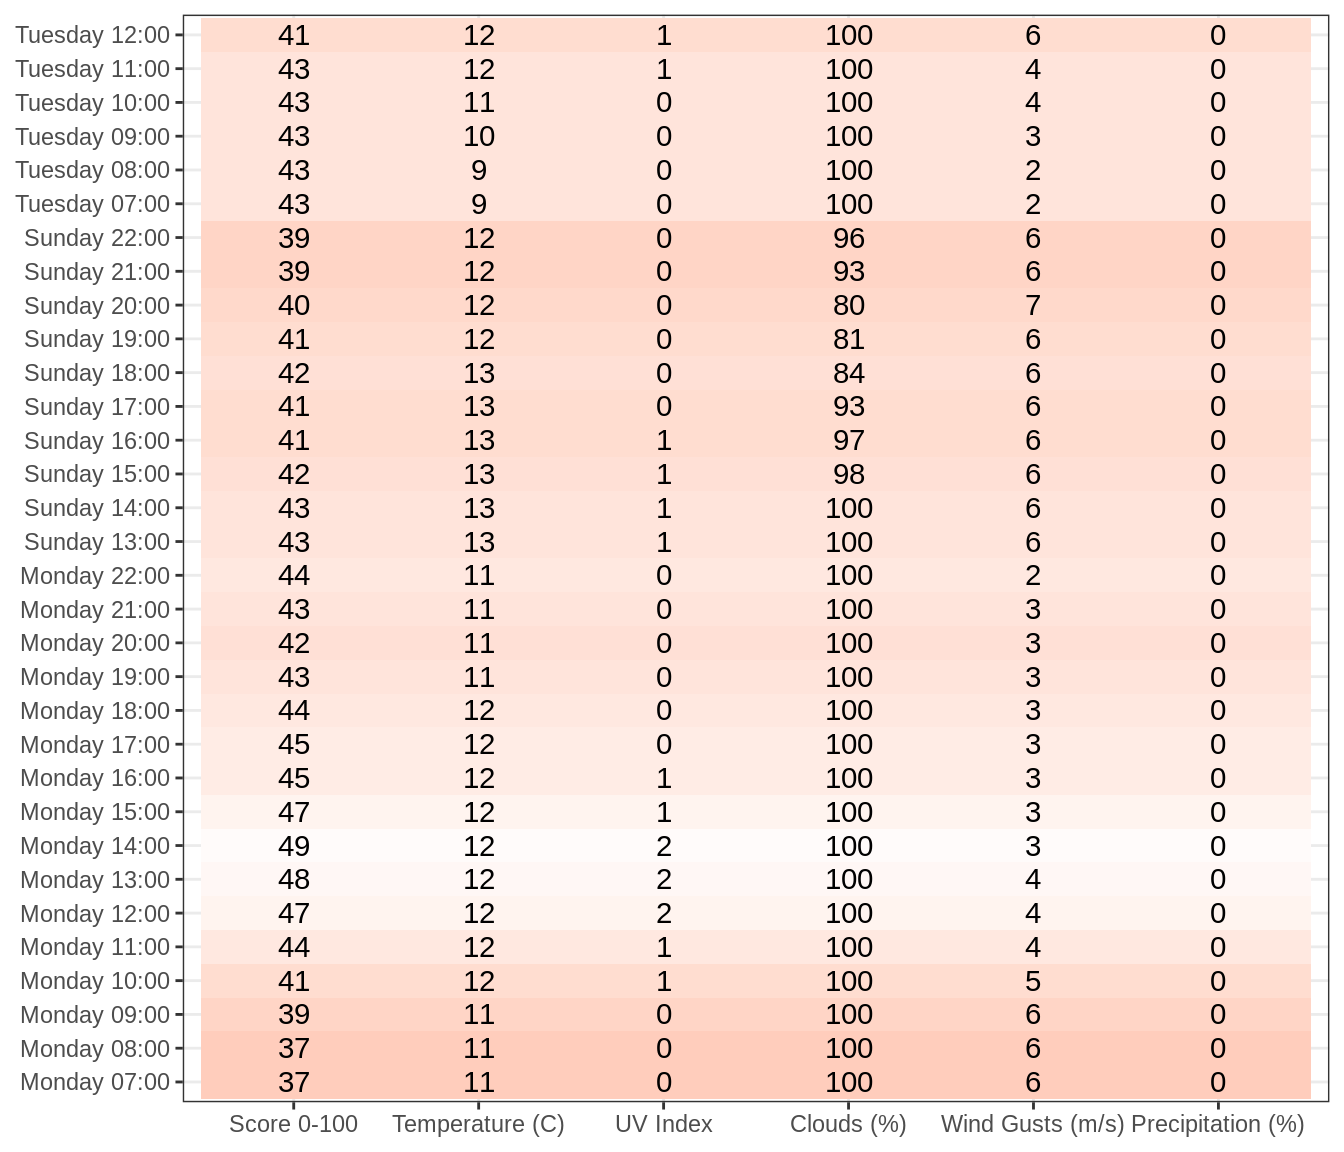 Tuesday 12:00 41 12 1 100 6 0
Tuesday 11:00 43 12 1 100 4 0
Tuesday 10:00 43 11 0 100 4 0
Tuesday 09:00 43 10 0 100 3 0
Tuesday 08:00 43 9 0 100 2 0
Tuesday 07:00 43 9 0 100 2 0
Sunday 22:00 39 12 0 96 6 0
Sunday 21:00 39 12 0 93 6 0
Sunday 20:00 40 12 0 80 7 0
Sunday 19:00 41 12 0 81 6 0
Sunday 18:00 42 13 0 84 6 0
Sunday 17:00 41 13 0 93 6 0
Sunday 16:00 41 13 1 97 6 0
Sunday 15:00 42 13 1 98 6 0
Sunday 14:00 43 13 1 100 6 0
Sunday 13:00 43 13 1 100 6 0
Monday 22:00 44 11 0 100 2 0
Monday 21:00 43 11 0 100 3 0
Monday 20:00 42 11 0 100 3 0
Monday 19:00 43 11 0 100 3 0
Monday 18:00 44 12 0 100 3 0
Monday 17:00 45 12 0 100 3 0
Monday 16:00 45 12 1 100 3 0
Monday 15:00 47 12 1 100 3 0
Monday 14:00 49 12 2 100 3 0
Monday 13:00 48 12 2 100 4 0
Monday 12:00 47 12 2 100 4 0
Monday 11:00 44 12 1 100 4 0
Monday 10:00 41 12 1 100 5 0
Monday 09:00 39 11 0 100 6 0
Monday 08:00 37 11 0 100 6 0
Monday 07:00 37 11 0 100 6 0
Score 0-100 Temperature (C) UV Index Clouds (%) Wind Gusts (m/s) Precipitation (%)